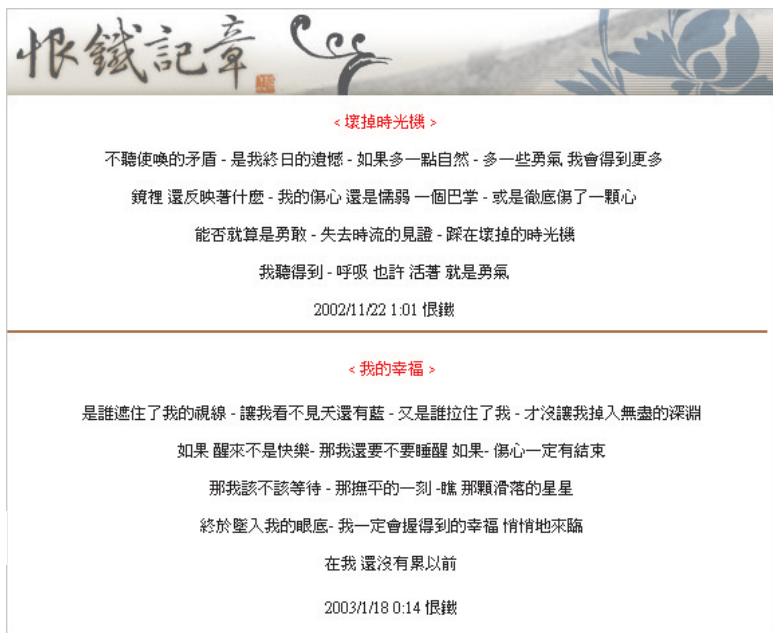 恨鐵記章
< 壞掉時光機 >
不聽使喚的矛盾 - 是我終日的遺憾 - 如果多一點自然 - 多一些勇氣 我會得到更多
鏡裡 還反映著什麼 - 我的傷心 還是懦弱 一個巴掌 - 或是徹底傷了一顆心
能否就算是勇敢 - 失去時流的見證 - 踩在壞掉的時光機
我聽得到 - 呼吸 也許 活著 就是勇氣
2002/11/22 1:01 恨鐵
< 我的幸福 >
是誰遮住了我的視線 - 讓我看不見天還有藍 - 又是誰拉住了我 - 才沒讓我掉入無盡的深淵
如果 醒來不是快樂- 那我還要不要睡醒 如果- 傷心一定有結束
那我該不該等待 - 那撫平的一刻 -瞧 那顆滑落的星星
終於墜入我的眼底- 我一定會握得到的幸福 悄悄地來臨
在我 還沒有累以前
2003/1/18 0:14 恨鐵